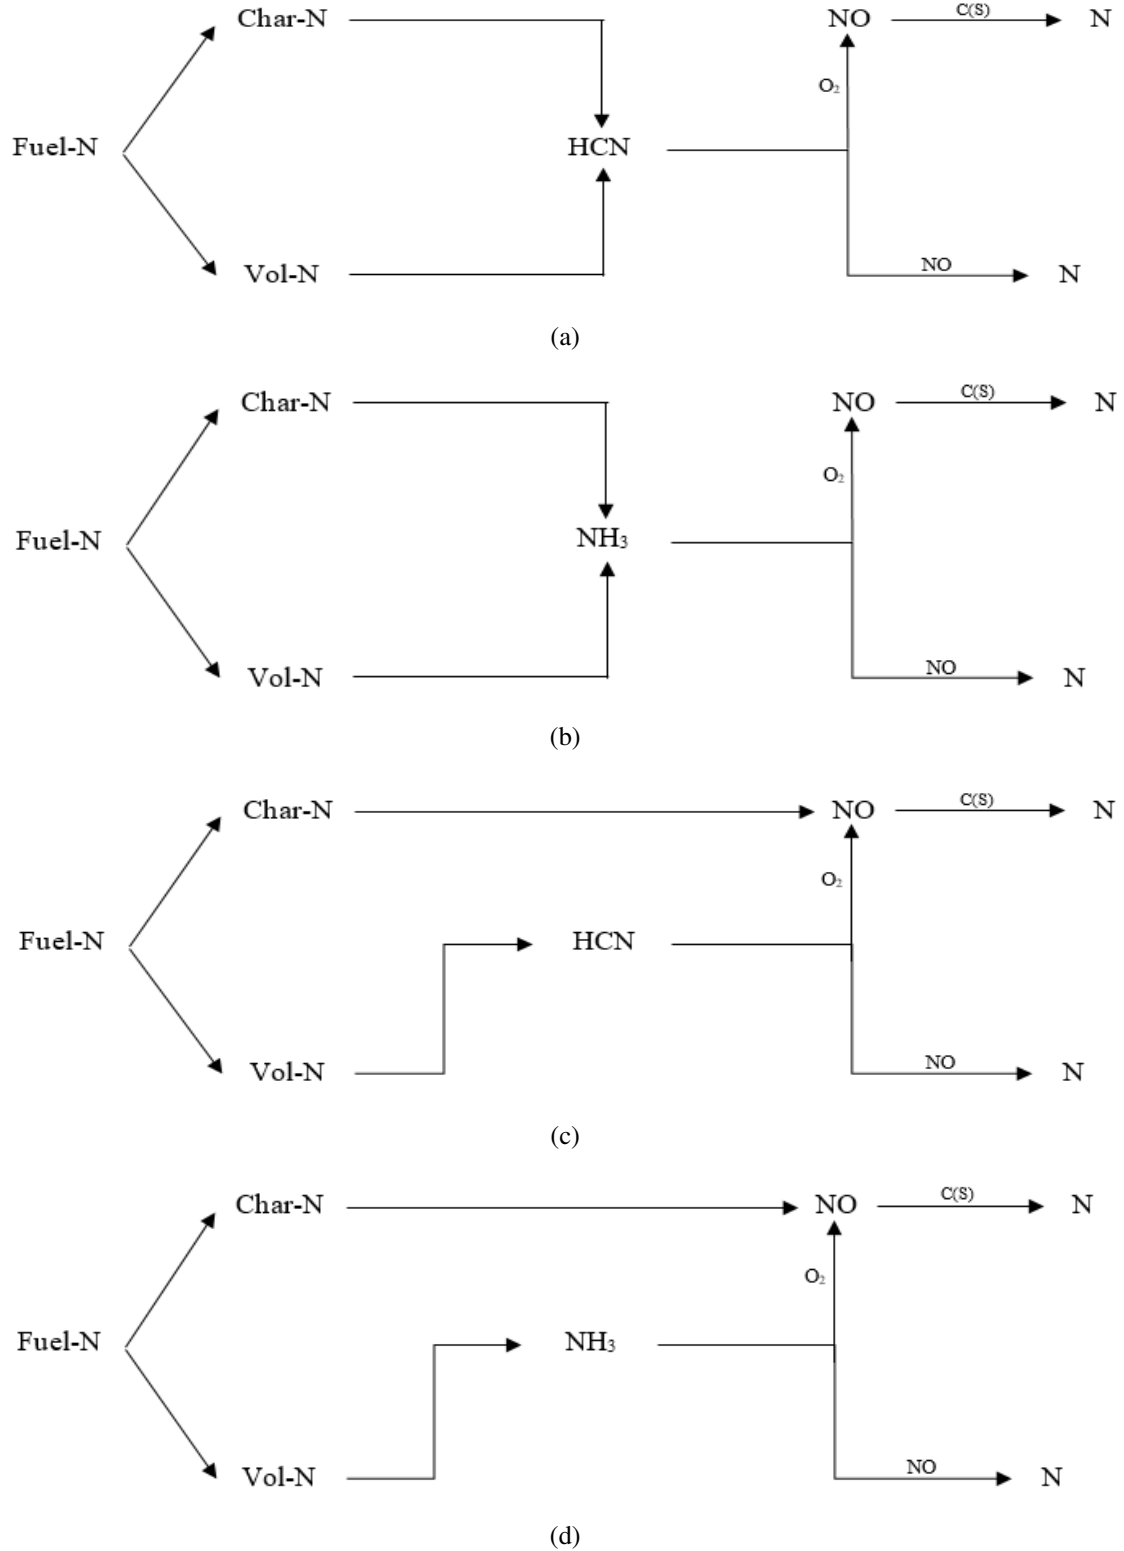 Char-N NO C(S) N
O₂
Fuel-N HCN
Vol-N NO N
(a)
Char-N NO C(S) N
O₂
Fuel-N NH₃
Vol-N NO N
(b)
Char-N NO C(S) N
O₂
Fuel-N HCN
Vol-N NO N
(c)
Char-N NO C(S) N
O₂
Fuel-N NH₃
Vol-N NO N
(d)